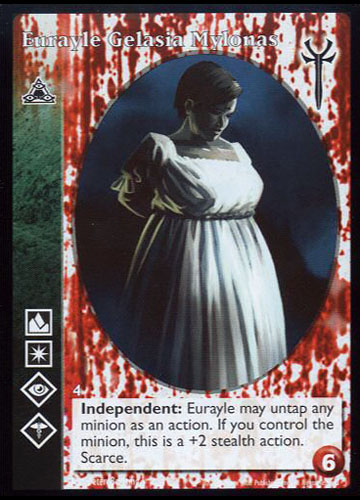 Eurayle Gelasia Mylonas
4
Independent: Eurayle may untap any
minion as an action. If you control the
minion, this is a +2 stealth action.
Scarce.
6